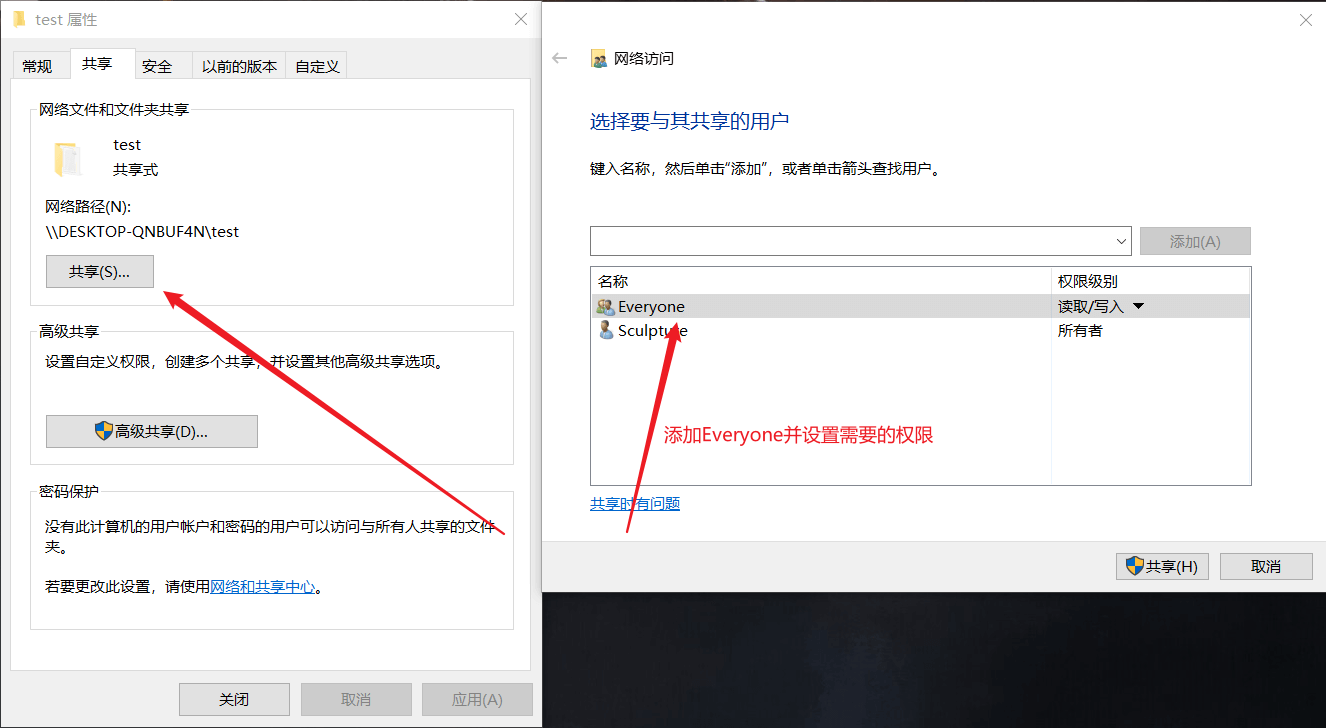 test 属性
常规
共享
安全
以前的版本
自定义
网络文件和文件夹共享
test
共享式
网络路径(N):
\\DESKTOP-QNBUF4N\test
共享(S)...
高级共享
设置自定义权限，创建多个共享，并设置其他高级共享选项。
高级共享(D)...
密码保护
没有此计算机的用户帐户和密码的用户可以访问与所有人共享的文件
夹。
若要更改此设置，请使用网络和共享中心。
关闭
取消
应用(A)
网络访问
选择要与其共享的用户
键入名称，然后单击"添加"，或者单击箭头查找用户。
添加(A)
名称
权限级别
Everyone
读取/写入
Sculpture
所有者
添加Everyone并设置需要的权限
共享时有问题
共享(H)
取消